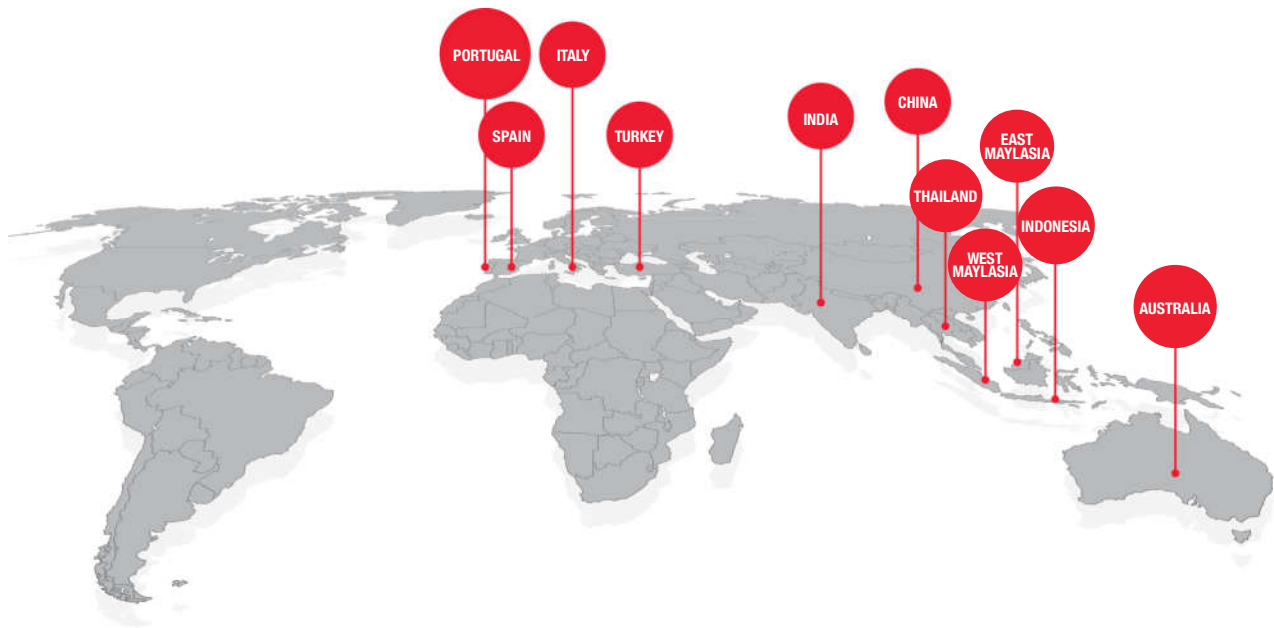 PORTUGAL
ITALY
SPAIN
TURKEY
INDIA
CHINA
EAST
MAYLASIA
THAILAND
INDONESIA
WEST
MAYLASIA
AUSTRALIA